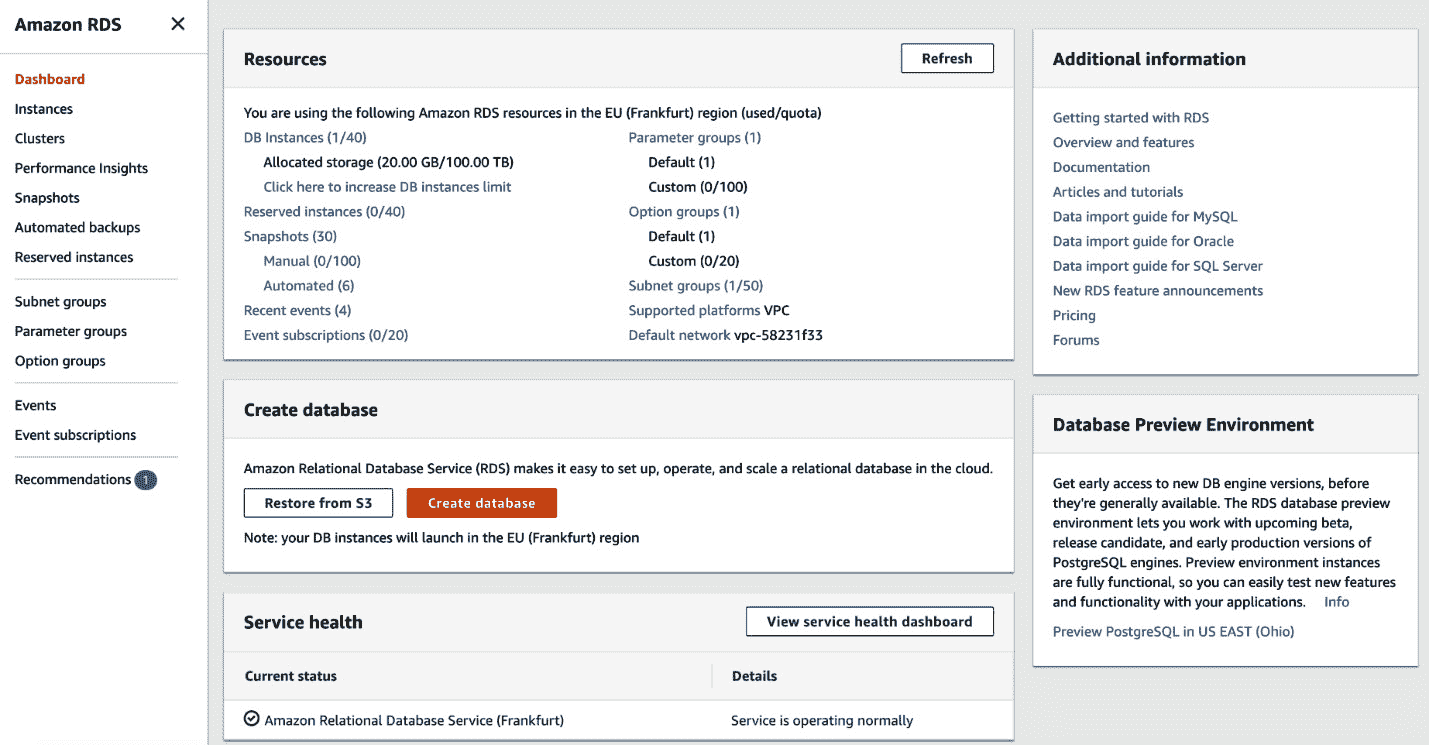 Amazon RDS
Dashboard
Instances
Clusters
Performance Insights
Snapshots
Automated backups
Reserved instances
Subnet groups
Parameter groups
Option groups
Events
Event subscriptions
Recommendations 1
Resources
Refresh
You are using the following Amazon RDS resources in the EU (Frankfurt) region (used/quota)
DB Instances (1/40)
Allocated storage (20.00 GB/100.00 TB)
Click here to increase DB instances limit
Reserved instances (0/40)
Snapshots (30)
Manual (0/100)
Automated (6)
Recent events (4)
Event subscriptions (0/20)
Parameter groups (1)
Default (1)
Custom (0/100)
Option groups (1)
Default (1)
Custom (0/20)
Subnet groups (1/50)
Supported platforms VPC
Default network vpc-58231f33
Create database
Amazon Relational Database Service (RDS) makes it easy to set up, operate, and scale a relational database in the cloud.
Restore from S3
Create database
Note: your DB instances will launch in the EU (Frankfurt) region
Service health
View service health dashboard
Current status
Details
Amazon Relational Database Service (Frankfurt)
Service is operating normally
Additional information
Getting started with RDS
Overview and features
Documentation
Articles and tutorials
Data import guide for MySQL
Data import guide for Oracle
Data import guide for SQL Server
New RDS feature announcements
Pricing
Forums
Database Preview Environment
Get early access to new DB engine versions, before
they're generally available. The RDS database preview
environment lets you work with upcoming beta,
release candidate, and early production versions of
PostgreSQL engines. Preview environment instances
are fully functional, so you can easily test new features
and functionality with your applications. Info
Preview PostgreSQL in US EAST (Ohio)